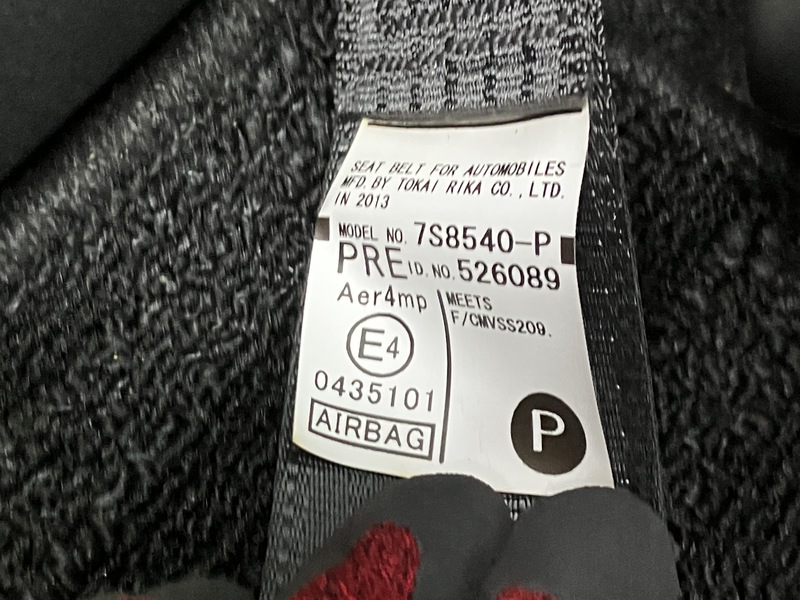 SEAT BELT FOR AUTOMOBILES
MFD. BY TOKAI RIKA CO., LTD.
IN 2013
MODEL NO. 7S8540-P
PRE I.D. NO. 526089
Aer4mp
E4
0435101
AIRBAG
MEETS
F/CMVSS209.
P